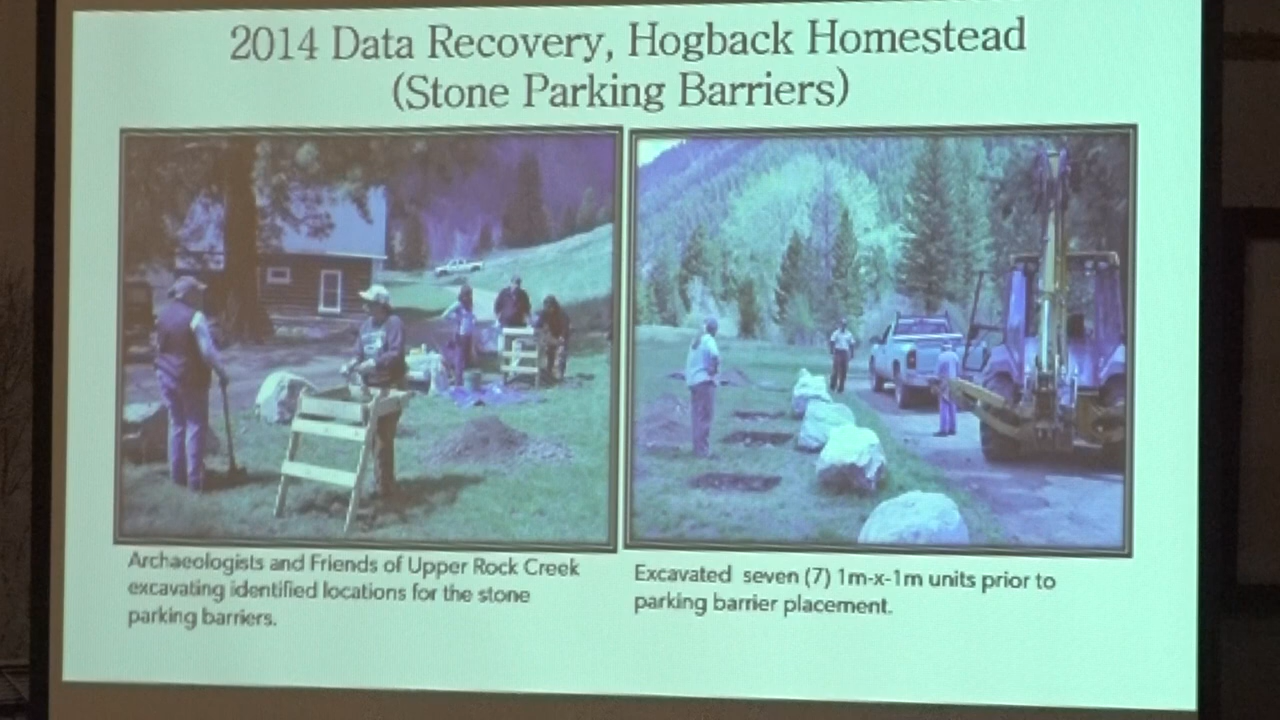 2014 Data Recovery, Hogback Homestead
(Stone Parking Barriers)
Archaeologists and Friends of Upper Rock Creek
excavating identified locations for the stone
parking barriers.
Excavated seven (7) 1m-x-1m units prior to
parking barrier placement.